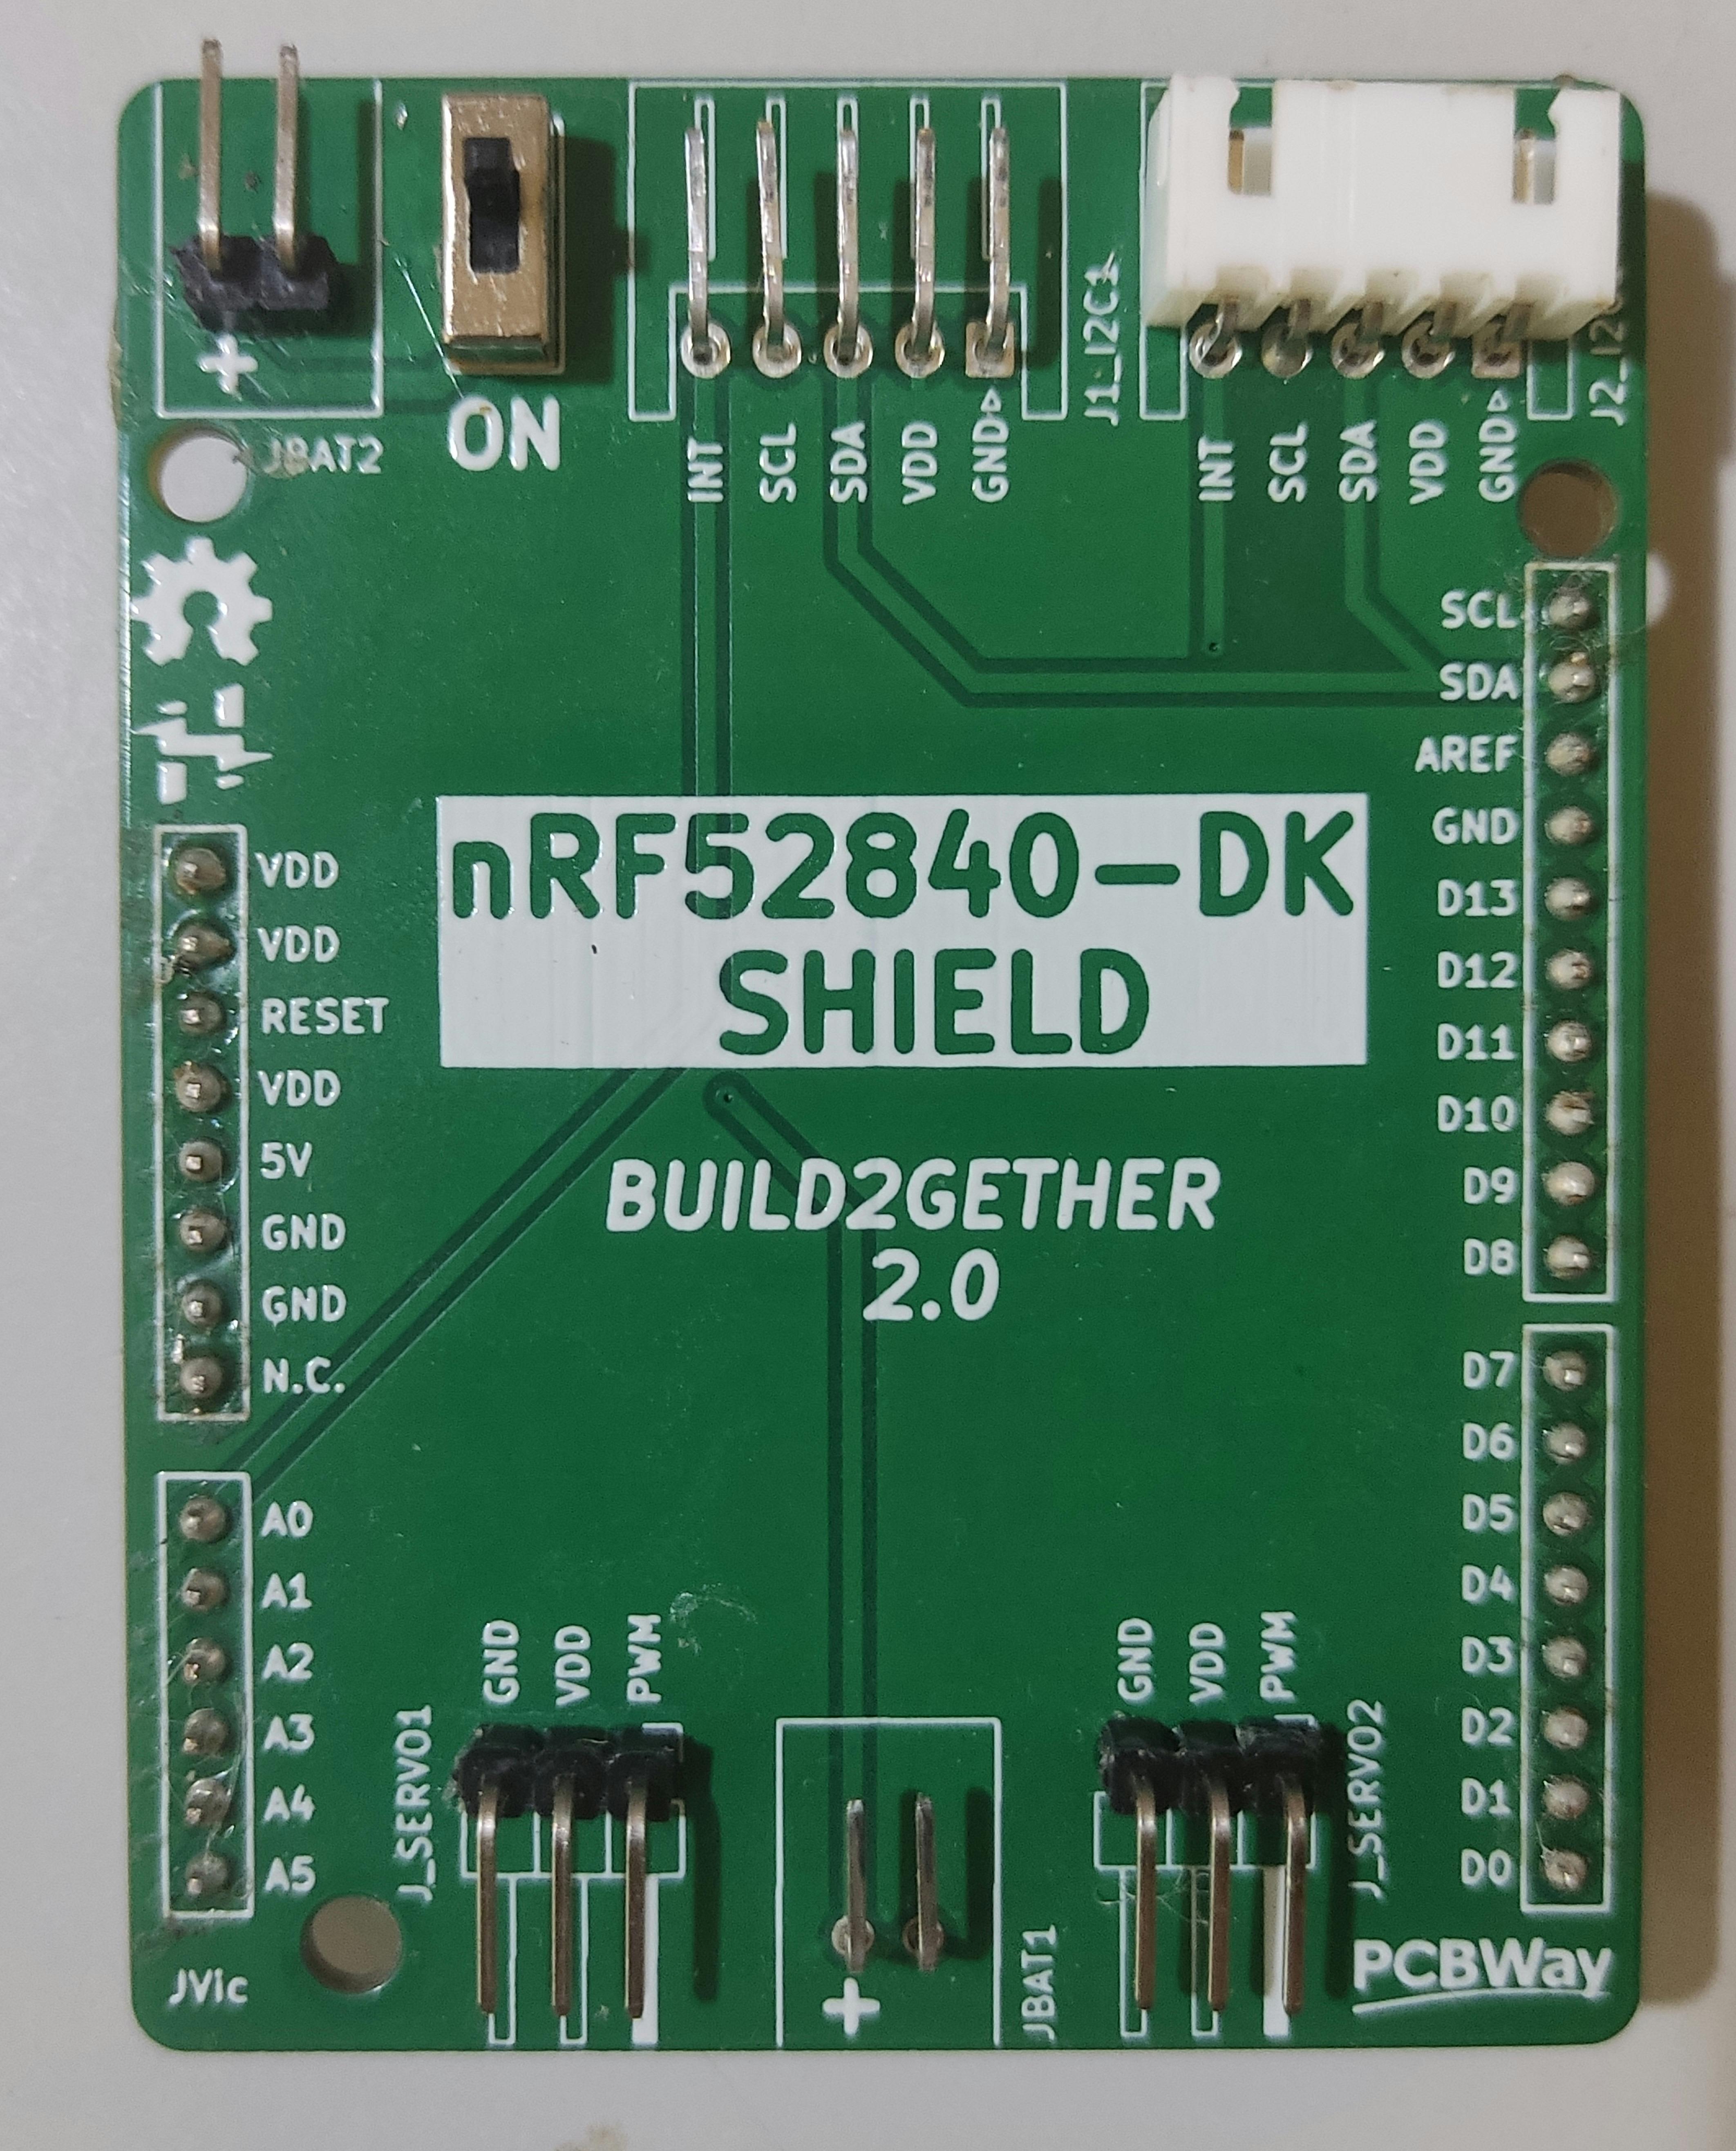 +
JBAT2
ON
INT
SCL
SDA
VDD
GND
J1_I2C1
INT
SCL
SDA
VDD
GND
SCL
SDA
AREF
GND
D13
D12
D11
D10
D9
D8
VDD
VDD
RESET
VDD
5V
GND
GND
N.C.
nRF52840-DK
SHIELD
BUILD2GETHER
2.0
A0
A1
A2
A3
A4
A5
D7
D6
D5
D4
D3
D2
D1
D0
GND
VDD
PWM
J_SERVO1
GND
VDD
PWM
J_SERVO2
+
JBAT1
JVic
PCBWay